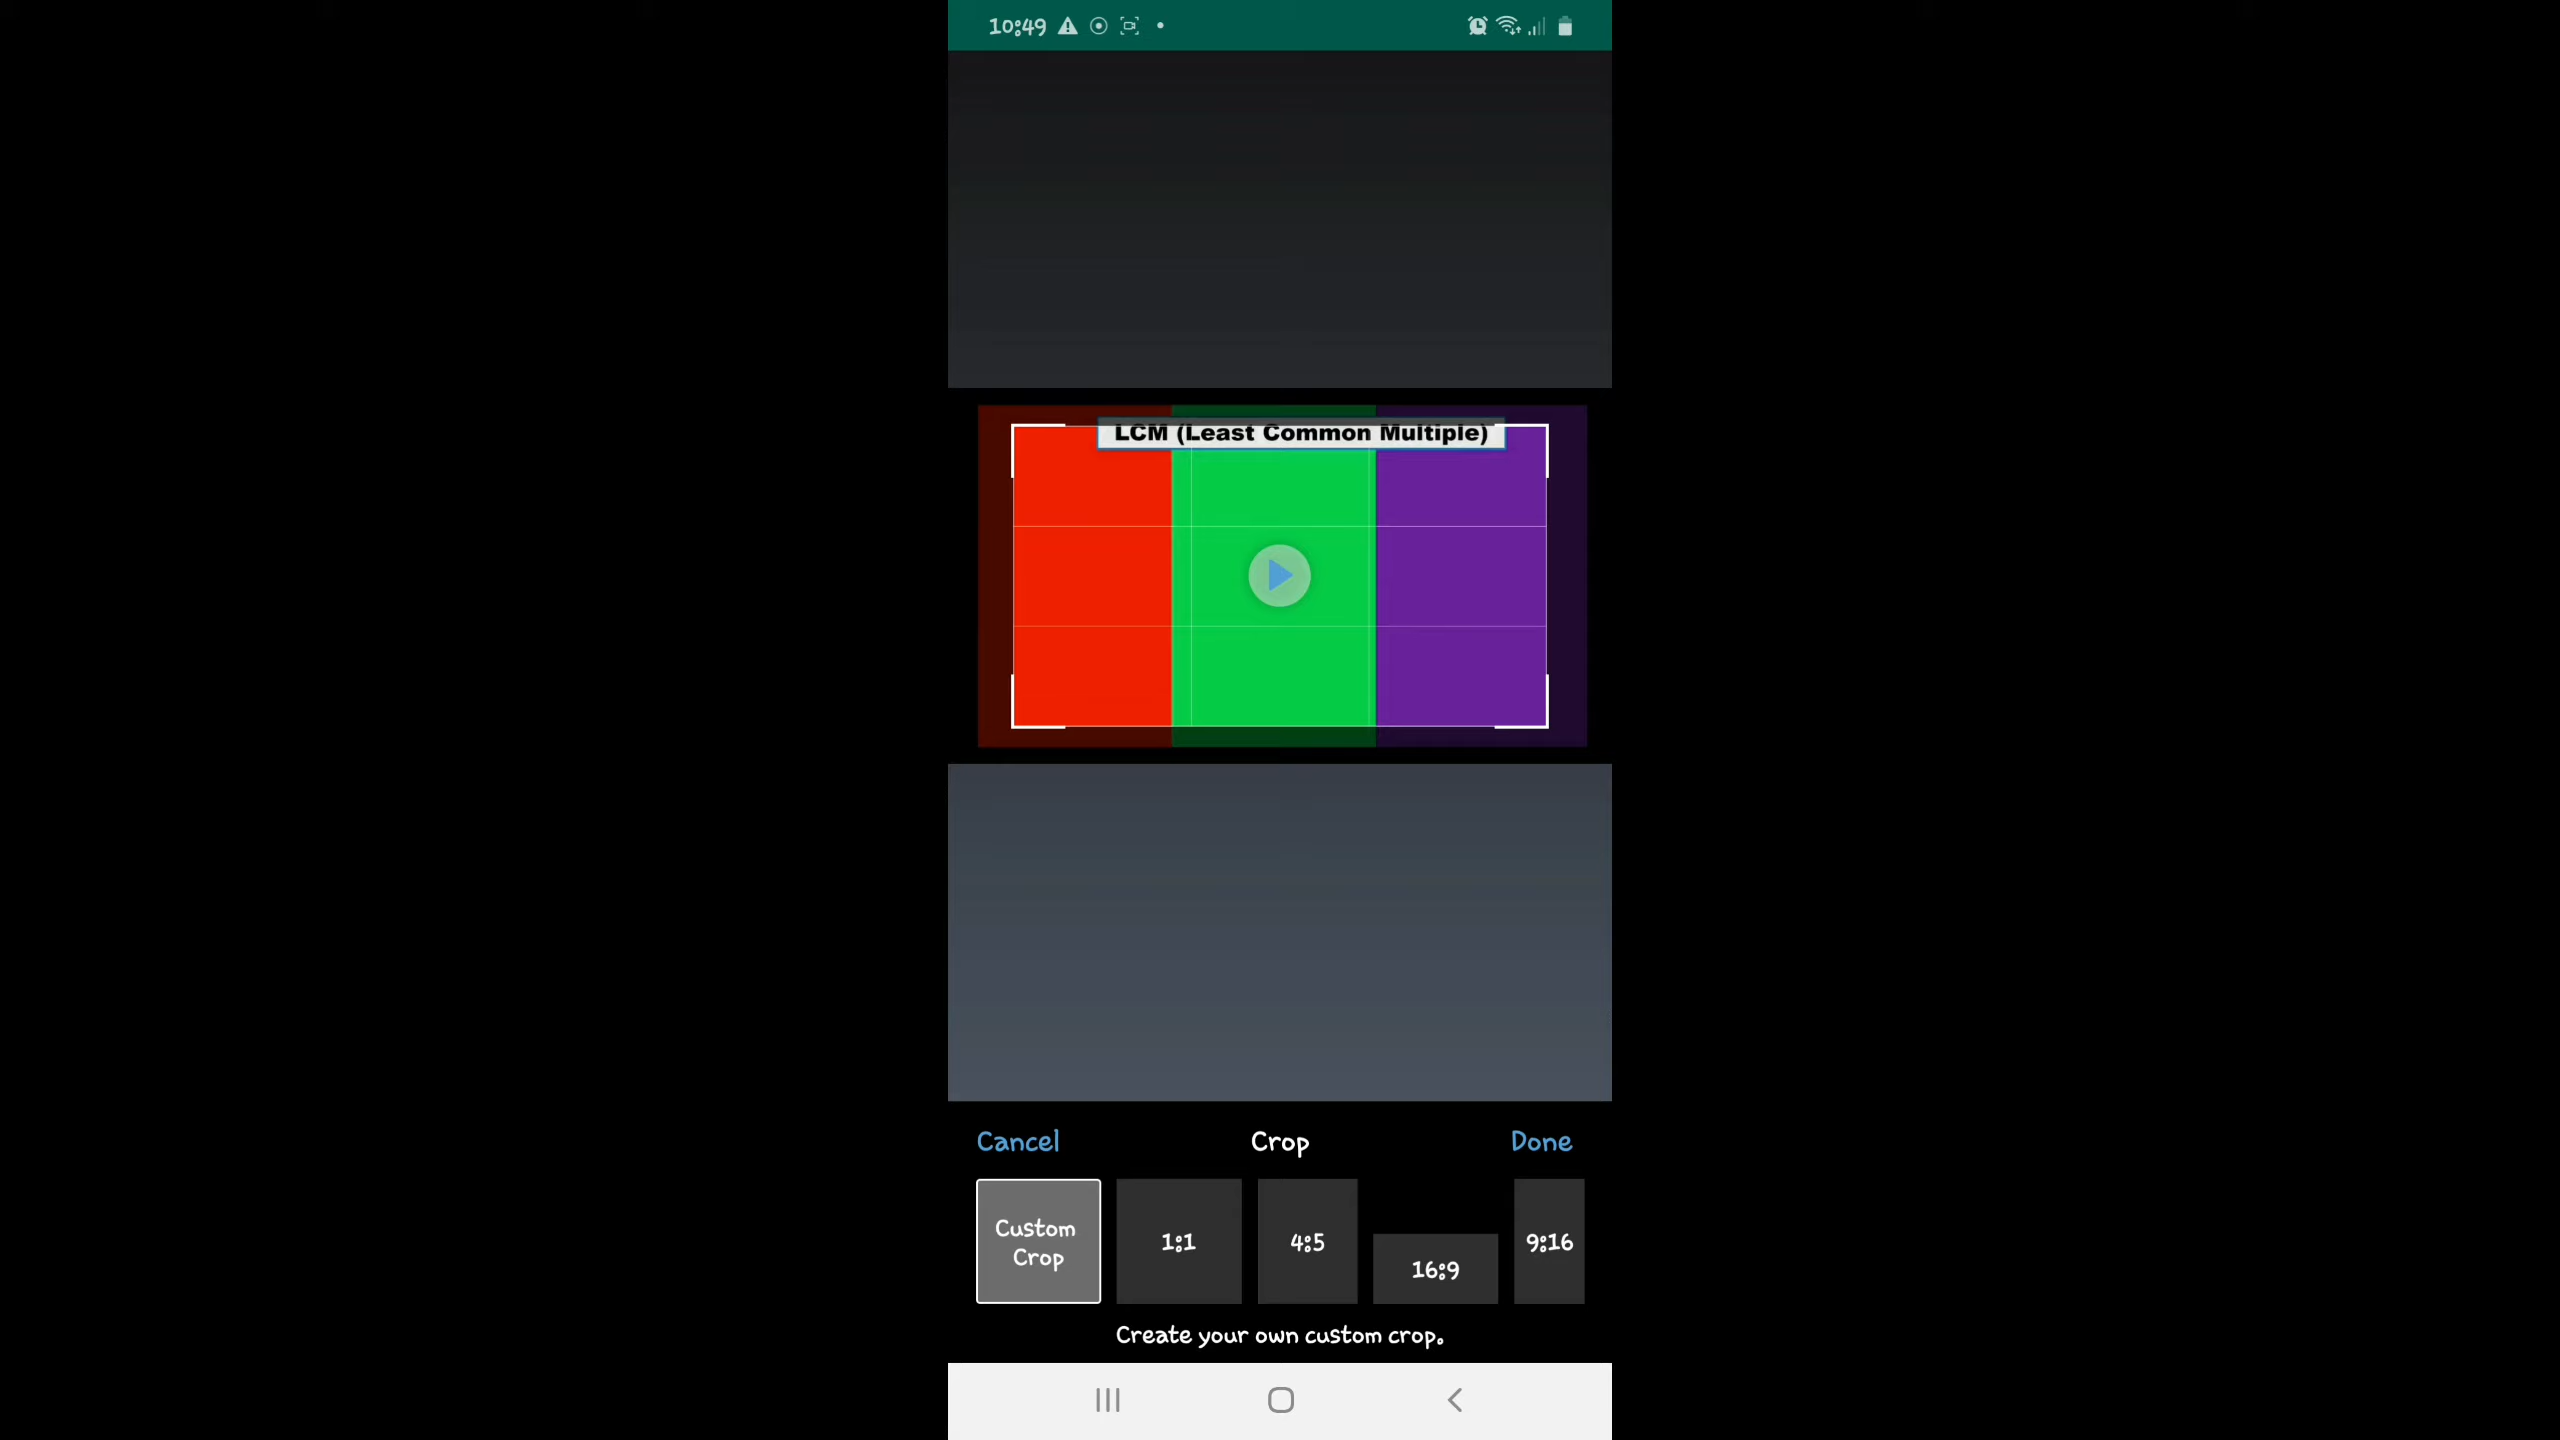 10:49
LCM (Least Common Multiple)
Cancel Crop Done
Custom Crop
1:1
4:5
16:9
9:16
Create your own custom crop.